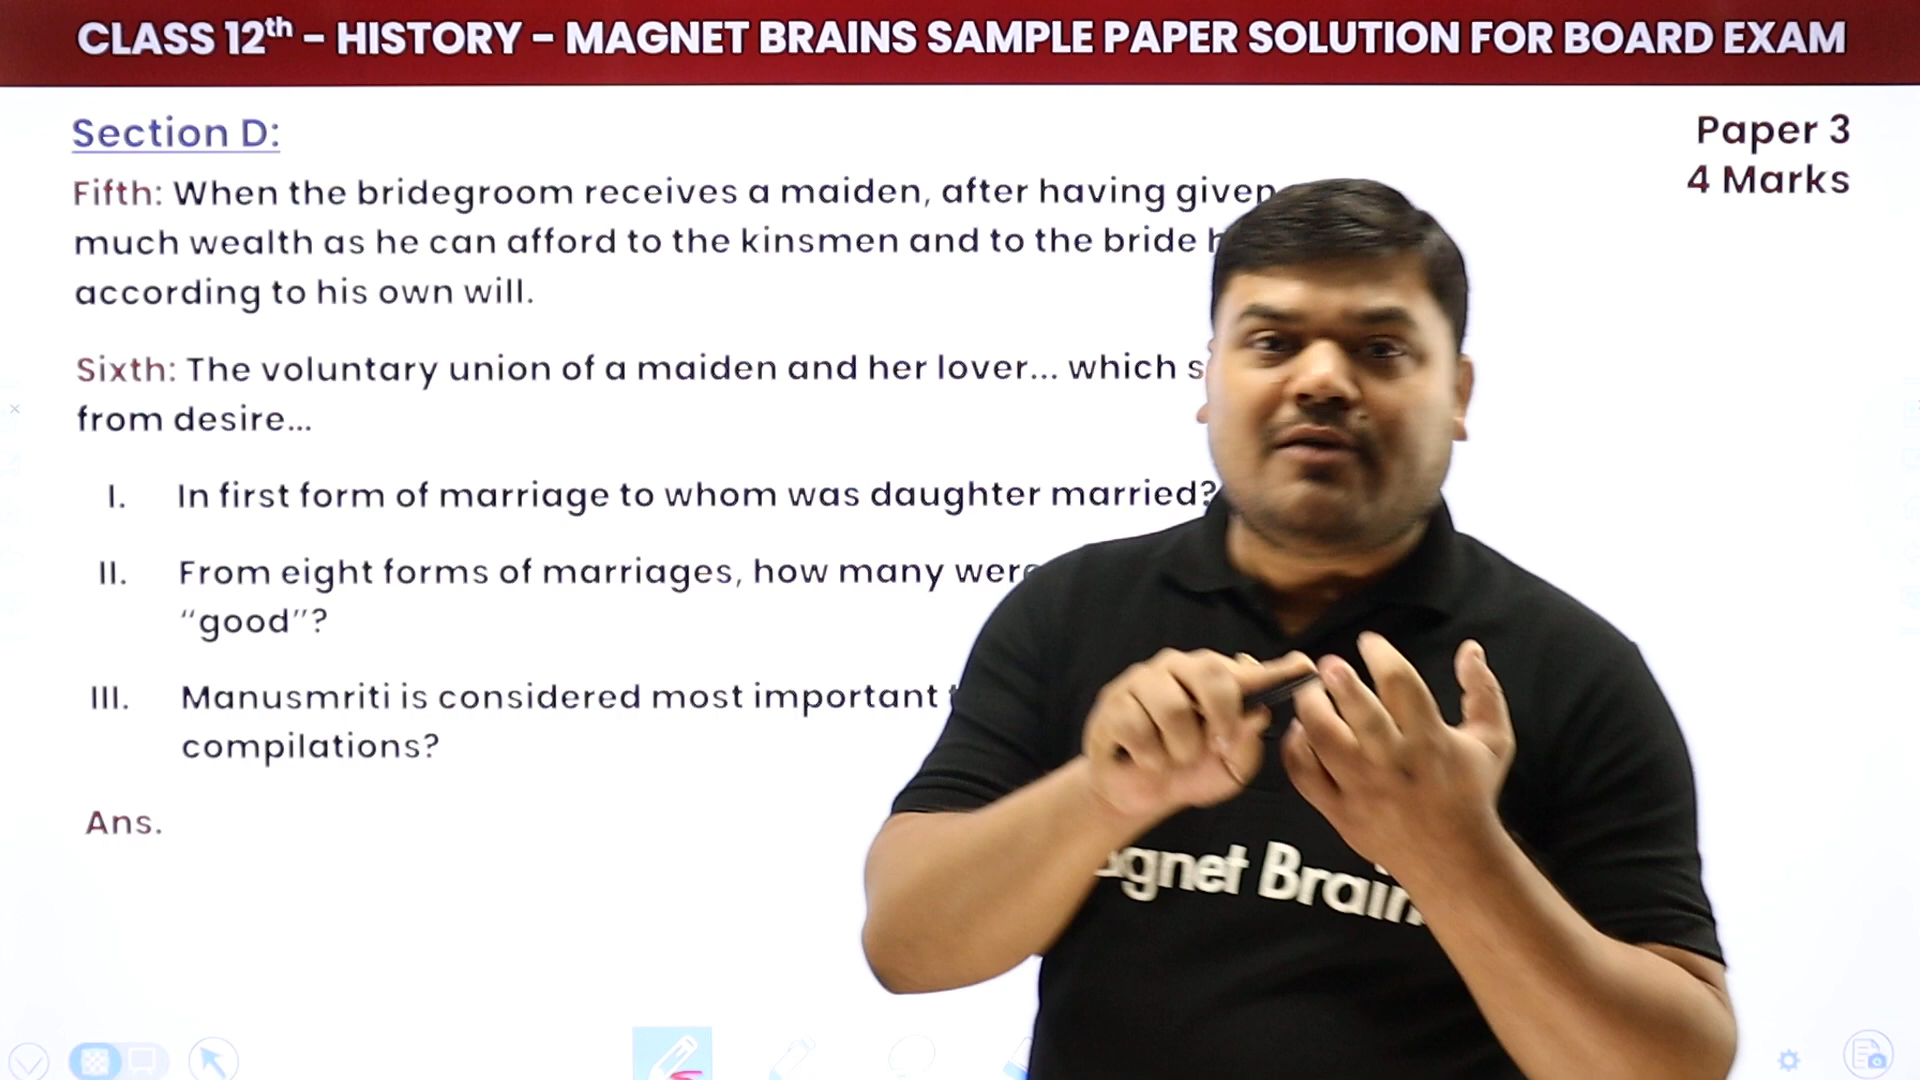 CLASS 12th - HISTORY - MAGNET BRAINS SAMPLE PAPER SOLUTION FOR BOARD EXAM
Section D:
Paper 3
4 Marks
Fifth: When the bridegroom receives a maiden, after having given
much wealth as he can afford to the kinsmen and to the bride
according to his own will.
Sixth: The voluntary union of a maiden and her lover... which
from desire...
I. In first form of marriage to whom was daughter married?
II. From eight forms of marriages, how many were
"good"?
III. Manusmriti is considered most important
compilations?
Ans.
agnet Brain